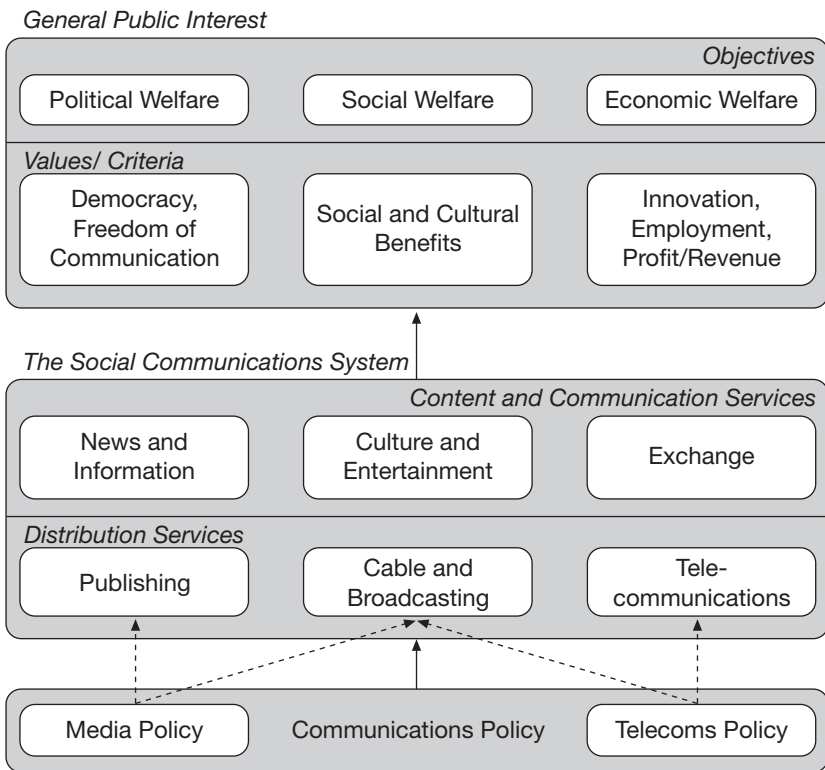 General Public Interest
Objectives
Political Welfare
Social Welfare
Economic Welfare
Values/ Criteria
Democracy,
Freedom of
Communication
Social and Cultural
Benefits
Innovation,
Employment,
Profit/Revenue
The Social Communications System
Content and Communication Services
News and
Information
Culture and
Entertainment
Exchange
Distribution Services
Publishing
Cable and
Broadcasting
Tele-
communications
Media Policy
Communications Policy
Telecoms Policy